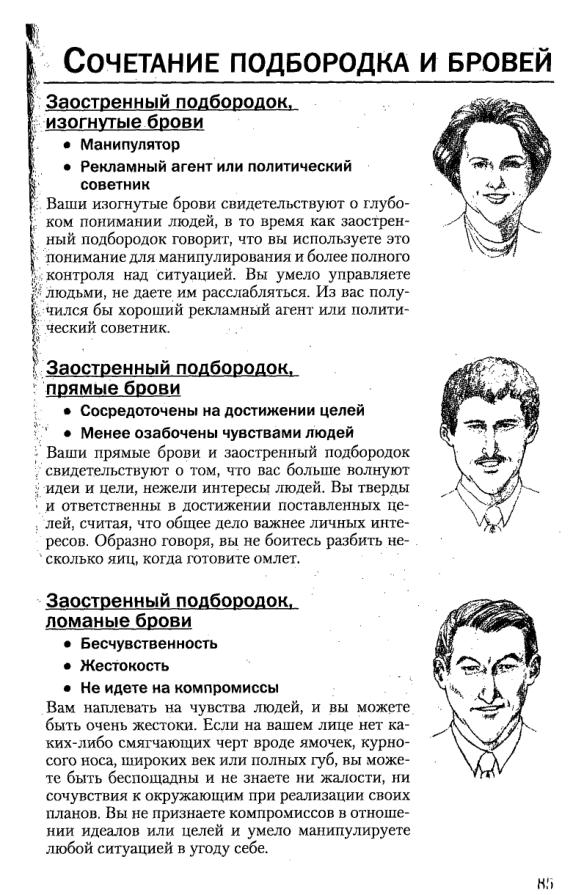 Сочетание подбородка и бровей
Заостренный подбородок,
изогнутые брови
• Манипулятор
• Рекламный агент или политический
советник
Ваши изогнутые брови свидетельствуют о глубо-
ком понимании людей, в то время как заострен-
ный подбородок говорит, что вы используете это
понимание для манипулирования и более полного
контроля над ситуацией. Вы умело управляете
людьми, не даете им расслабляться. Из вас полу-
чился бы хороший рекламный агент или полити-
ческий советник.
Заостренный подбородок,
прямые брови
• Сосредоточены на достижении целей
• Менее озабочены чувствами людей
Ваши прямые брови и заостренный подбородок
свидетельствуют о том, что вас больше волнуют
идеи и цели, нежели интересы людей. Вы тверды
и ответственны в достижении поставленных це-
лей, считая, что общее дело важнее личных инте-
ресов. Образно говоря, вы не боитесь разбить не-
сколько яиц, когда готовите омлет.
Заостренный подбородок,
ломаные брови
• Бесчувственность
• Жестокость
• Не идете на компромиссы
Вам наплевать на чувства людей, и вы можете
быть очень жестоки. Если на вашем лице нет ка-
ких-либо смягчающих черт вроде ямочек, курно-
сого носа, широких век или полных губ, вы може-
те быть беспощадны и не знаете ни жалости, ни
сочувствия к окружающим при реализации своих
планов. Вы не признаете компромиссов в отноше-
нии идеалов или целей и умело манипулируете
любой ситуацией в угоду себе.
85